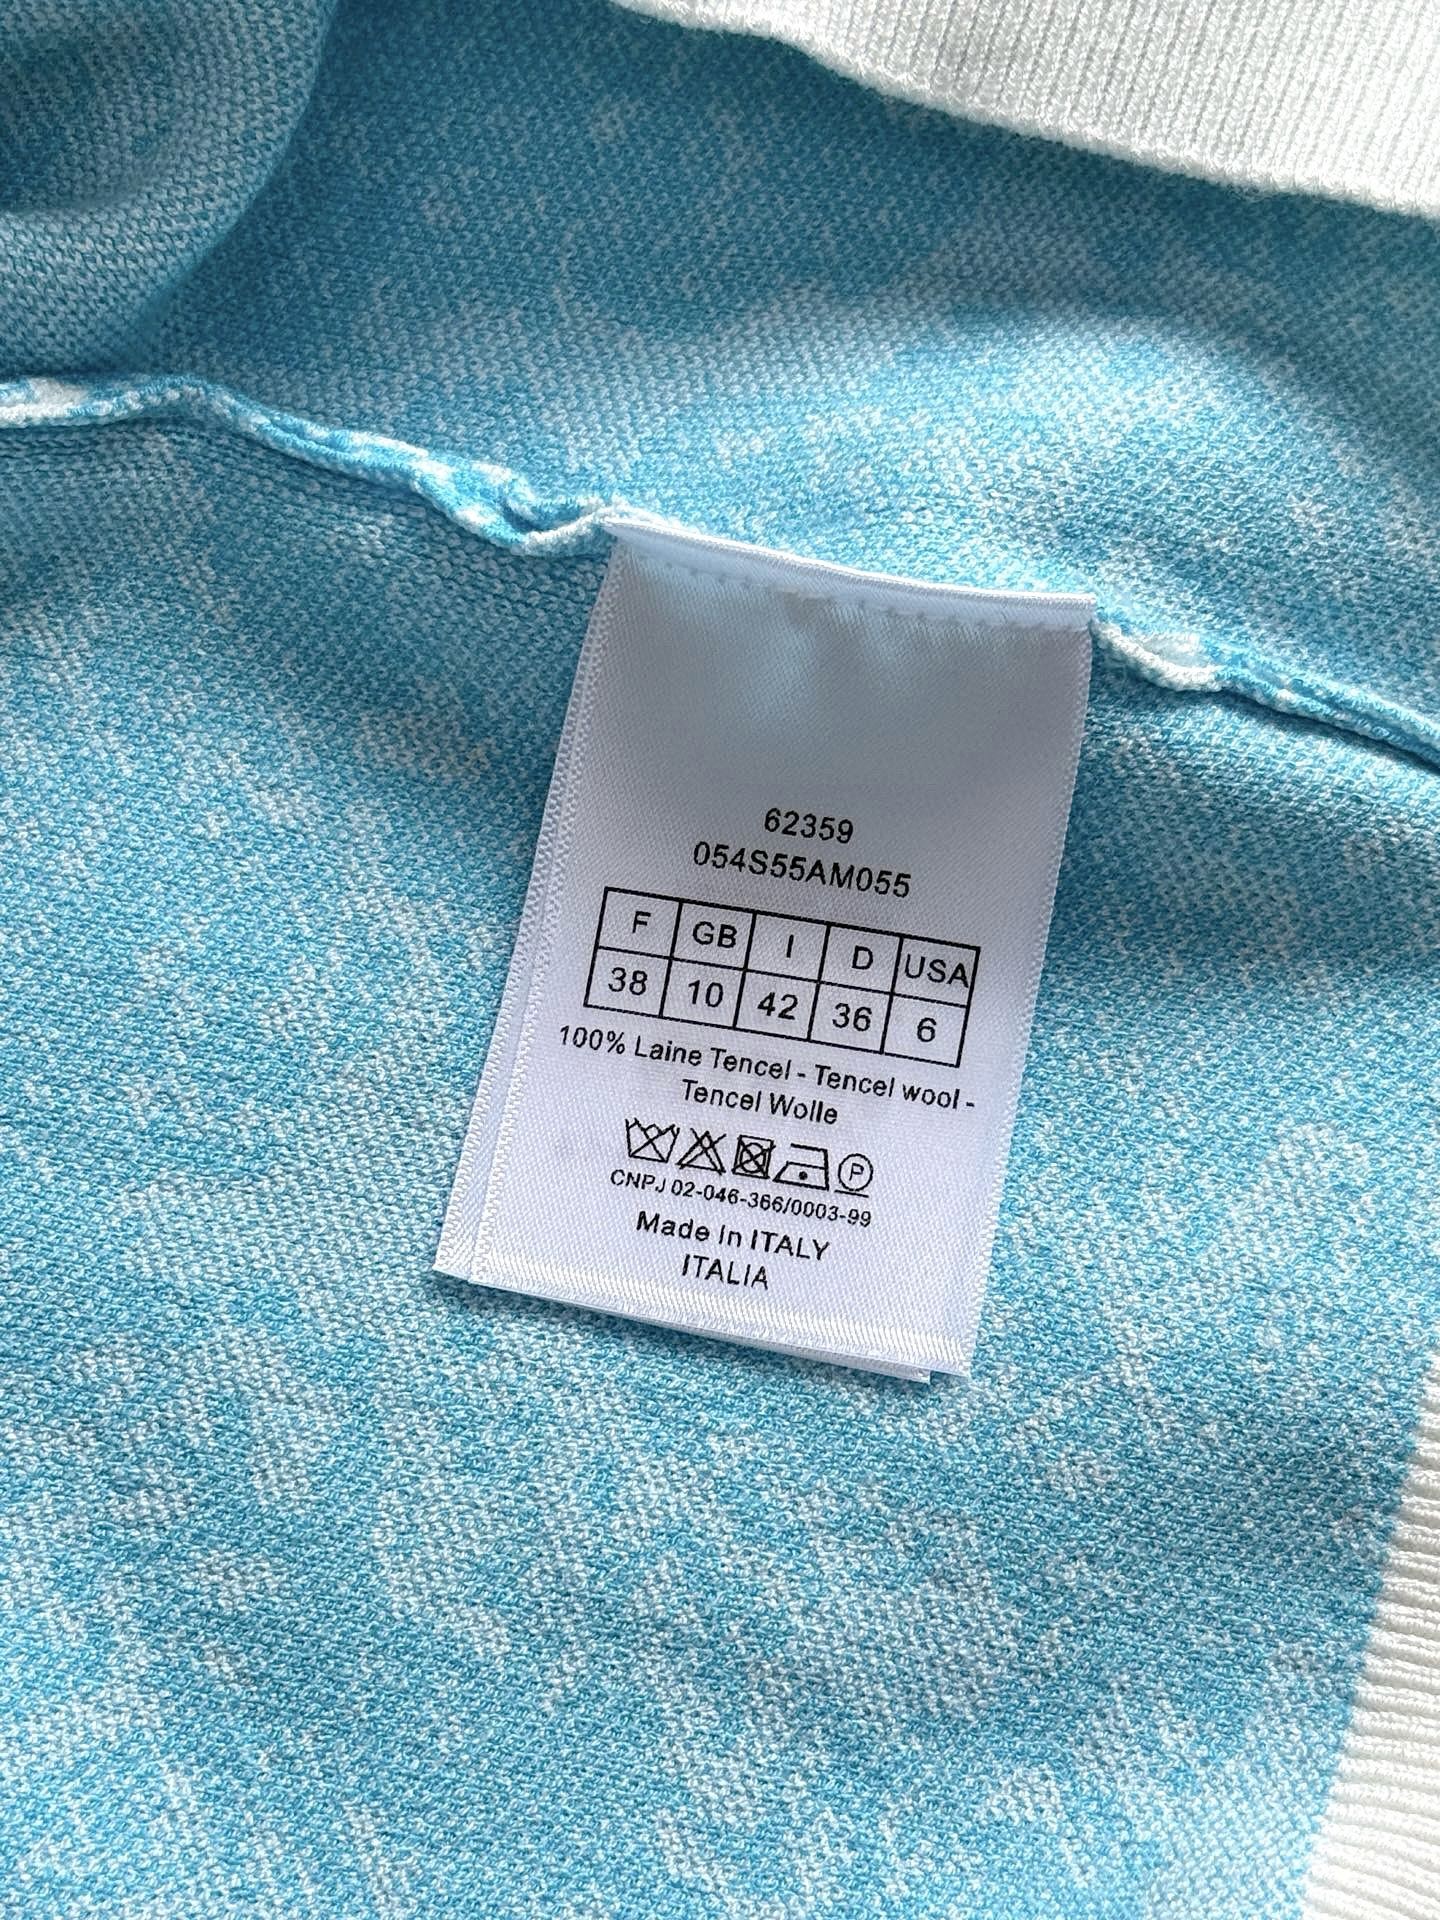 62359
054S55AM055
F GB I D USA
38 10 42 36 6
100% Laine Tencel - Tencel wool -
Tencel Wolle
P
CNPJ 02-046-366/0003-99
Made In ITALY
ITALIA